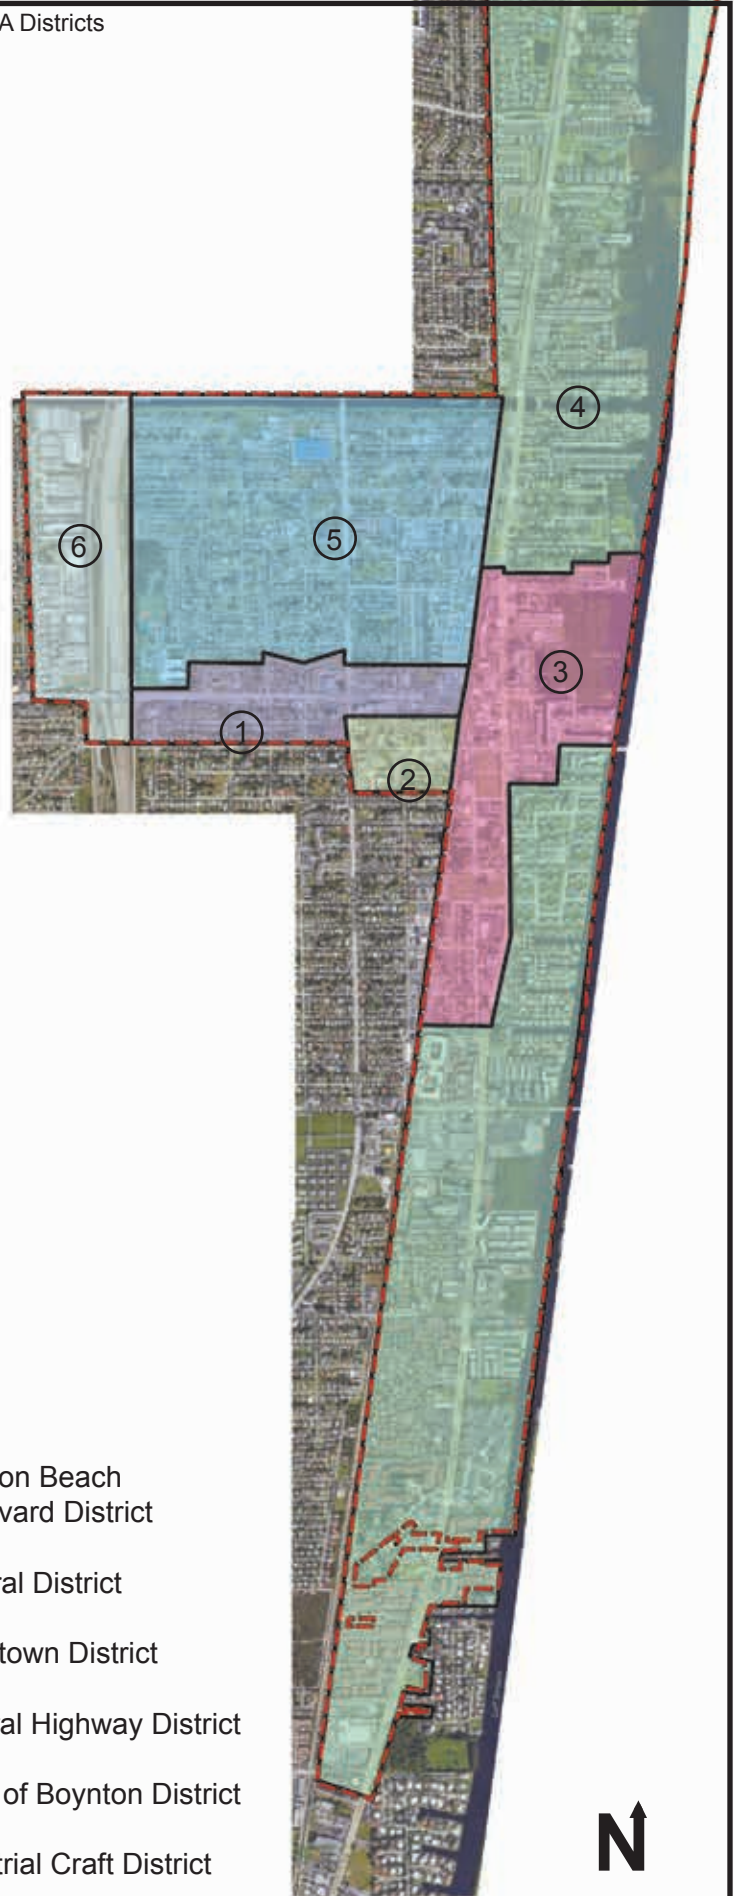 A Districts
4
5
6
3
1
2
on Beach
vard District
al District
town District
al Highway District
of Boynton District
trial Craft District
N